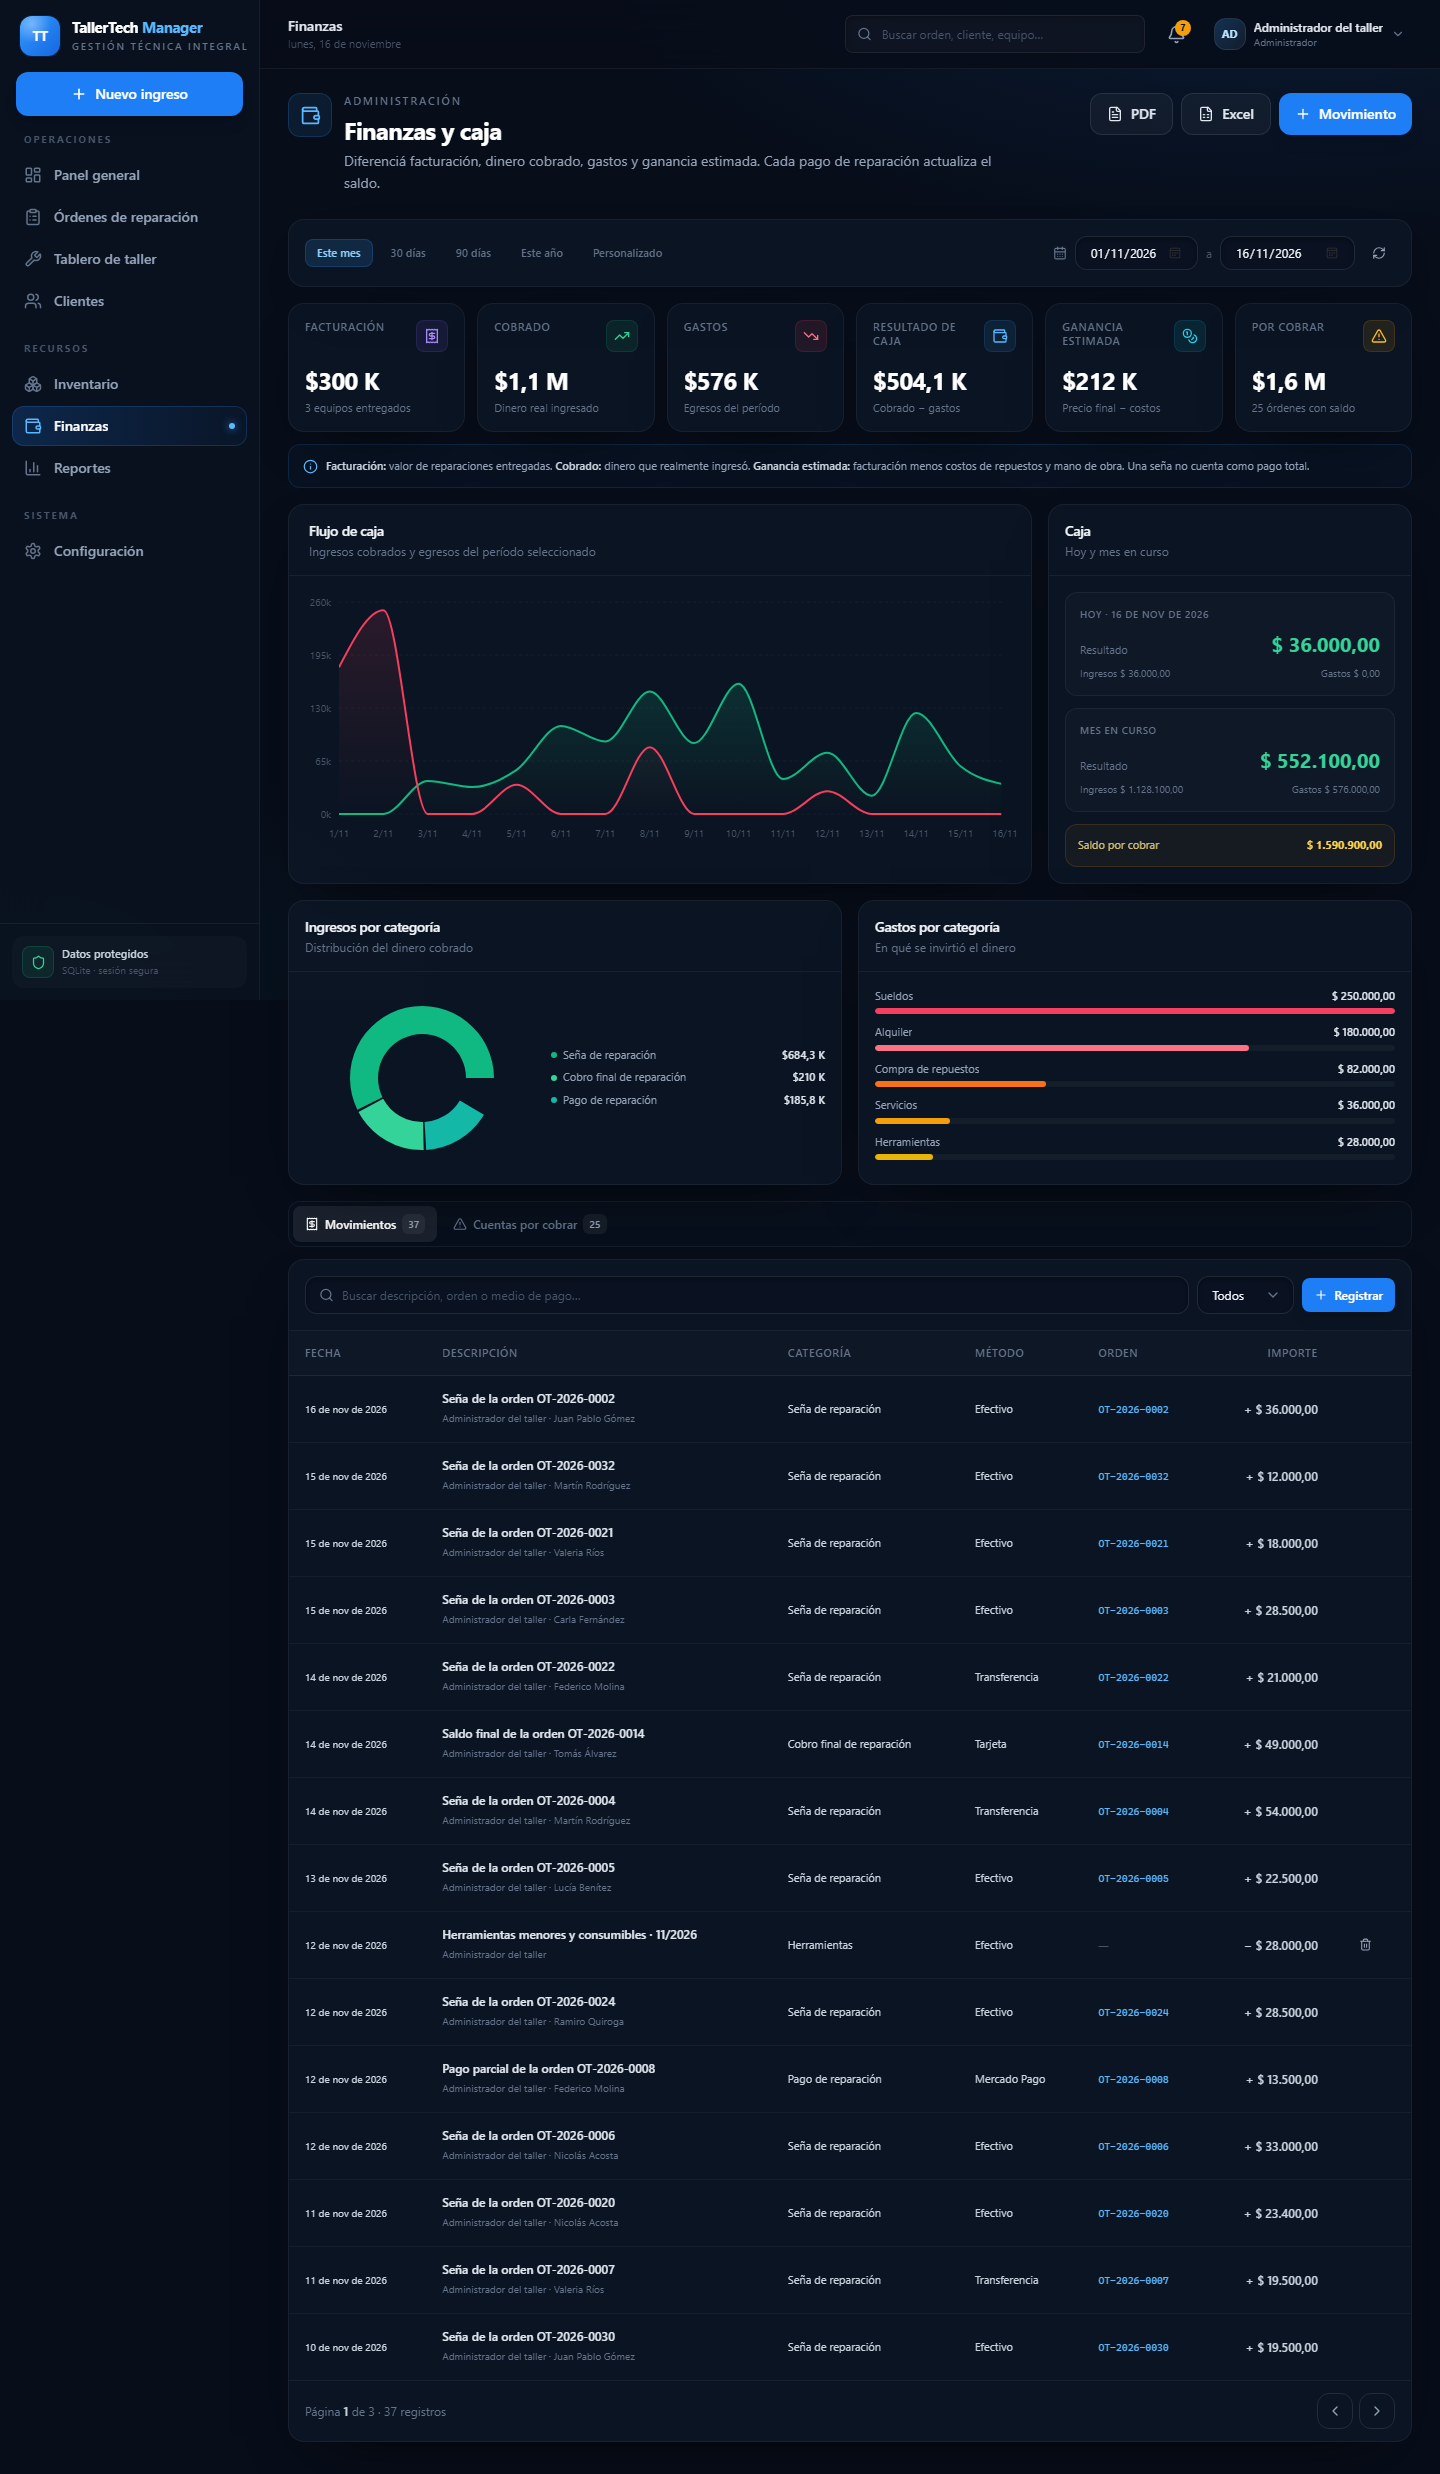 TT
TallerTech Manager
GESTIÓN TÉCNICA INTEGRAL
Nuevo ingreso
OPERACIONES
Panel general
Órdenes de reparación
Tablero de taller
Clientes
RECURSOS
Inventario
Finanzas
Reportes
SISTEMA
Configuración
Datos protegidos
SQLite · sesión segura
Finanzas
lunes, 16 de noviembre
Buscar orden, cliente, equipo...
7
AD
Administrador del taller
Administrador
ADMINISTRACIÓN
Finanzas y caja
Diferenciá facturación, dinero cobrado, gastos y ganancia estimada. Cada pago de reparación actualiza el
saldo.
PDF
Excel
Movimiento
Este mes 30 días 90 días Este año Personalizado
01/11/2026 a 16/11/2026
FACTURACIÓN
$300 K
3 equipos entregados
COBRADO
$1,1 M
Dinero real ingresado
GASTOS
$576 K
Egresos del período
RESULTADO DE
CAJA
$504,1 K
Cobrado − gastos
GANANCIA
ESTIMADA
$212 K
Precio final − costos
POR COBRAR
$1,6 M
25 órdenes con saldo
Facturación: valor de reparaciones entregadas. Cobrado: dinero que realmente ingresó. Ganancia estimada: facturación menos costos de repuestos y mano de obra. Una seña no cuenta como pago total.
Flujo de caja
Ingresos cobrados y egresos del período seleccionado
260k
195k
130k
65k
0k
1/11 2/11 3/11 4/11 5/11 6/11 7/11 8/11 9/11 10/11 11/11 12/11 13/11 14/11 15/11 16/11
Caja
Hoy y mes en curso
HOY · 16 DE NOV DE 2026
Resultado $ 36.000,00
Ingresos $ 36.000,00 Gastos $ 0,00
MES EN CURSO
Resultado $ 552.100,00
Ingresos $ 1.128.100,00 Gastos $ 576.000,00
Saldo por cobrar $ 1.590.900,00
Ingresos por categoría
Distribución del dinero cobrado
Seña de reparación $684,3 K
Cobro final de reparación $210 K
Pago de reparación $185,8 K
Gastos por categoría
En qué se invirtió el dinero
Sueldos $ 250.000,00
Alquiler $ 180.000,00
Compra de repuestos $ 82.000,00
Servicios $ 36.000,00
Herramientas $ 28.000,00
Movimientos 37 Cuentas por cobrar 25
Buscar descripción, orden o medio de pago...
Todos
Registrar
FECHA DESCRIPCIÓN CATEGORÍA MÉTODO ORDEN IMPORTE
16 de nov de 2026 Seña de la orden OT-2026-0002 Seña de reparación Efectivo OT-2026-0002 + $ 36.000,00
Administrador del taller · Juan Pablo Gómez
15 de nov de 2026 Seña de la orden OT-2026-0032 Seña de reparación Efectivo OT-2026-0032 + $ 12.000,00
Administrador del taller · Martín Rodríguez
15 de nov de 2026 Seña de la orden OT-2026-0021 Seña de reparación Efectivo OT-2026-0021 + $ 18.000,00
Administrador del taller · Valeria Ríos
15 de nov de 2026 Seña de la orden OT-2026-0003 Seña de reparación Efectivo OT-2026-0003 + $ 28.500,00
Administrador del taller · Carla Fernández
14 de nov de 2026 Seña de la orden OT-2026-0022 Seña de reparación Transferencia OT-2026-0022 + $ 21.000,00
Administrador del taller · Federico Molina
14 de nov de 2026 Saldo final de la orden OT-2026-0014 Cobro final de reparación Tarjeta OT-2026-0014 + $ 49.000,00
Administrador del taller · Tomás Álvarez
14 de nov de 2026 Seña de la orden OT-2026-0004 Seña de reparación Transferencia OT-2026-0004 + $ 54.000,00
Administrador del taller · Martín Rodríguez
13 de nov de 2026 Seña de la orden OT-2026-0005 Seña de reparación Efectivo OT-2026-0005 + $ 22.500,00
Administrador del taller · Lucía Benítez
12 de nov de 2026 Herramientas menores y consumibles · 11/2026 Herramientas Efectivo — − $ 28.000,00
Administrador del taller
12 de nov de 2026 Seña de la orden OT-2026-0024 Seña de reparación Efectivo OT-2026-0024 + $ 28.500,00
Administrador del taller · Ramiro Quiroga
12 de nov de 2026 Pago parcial de la orden OT-2026-0008 Pago de reparación Mercado Pago OT-2026-0008 + $ 13.500,00
Administrador del taller · Federico Molina
12 de nov de 2026 Seña de la orden OT-2026-0006 Seña de reparación Efectivo OT-2026-0006 + $ 33.000,00
Administrador del taller · Nicolás Acosta
11 de nov de 2026 Seña de la orden OT-2026-0020 Seña de reparación Efectivo OT-2026-0020 + $ 23.400,00
Administrador del taller · Nicolás Acosta
11 de nov de 2026 Seña de la orden OT-2026-0007 Seña de reparación Transferencia OT-2026-0007 + $ 19.500,00
Administrador del taller · Valeria Ríos
10 de nov de 2026 Seña de la orden OT-2026-0030 Seña de reparación Efectivo OT-2026-0030 + $ 19.500,00
Administrador del taller · Juan Pablo Gómez
Página 1 de 3 · 37 registros